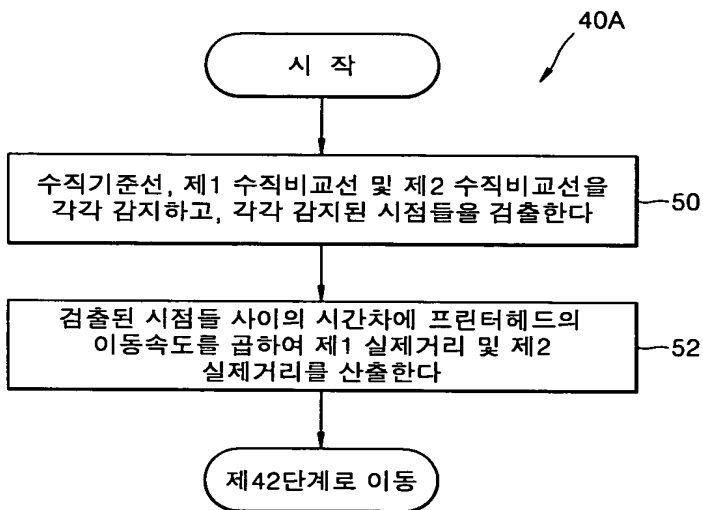 40A
시 작
수직기준선, 제1 수직비교선 및 제2 수직비교선을
각각 감지하고, 각각 감지된 시점들을 검출한다
50
검출된 시점들 사이의 시간차에 프린터헤드의
이동속도를 곱하여 제1 실제거리 및 제2
실제거리를 산출한다
52
제42단계로 이동